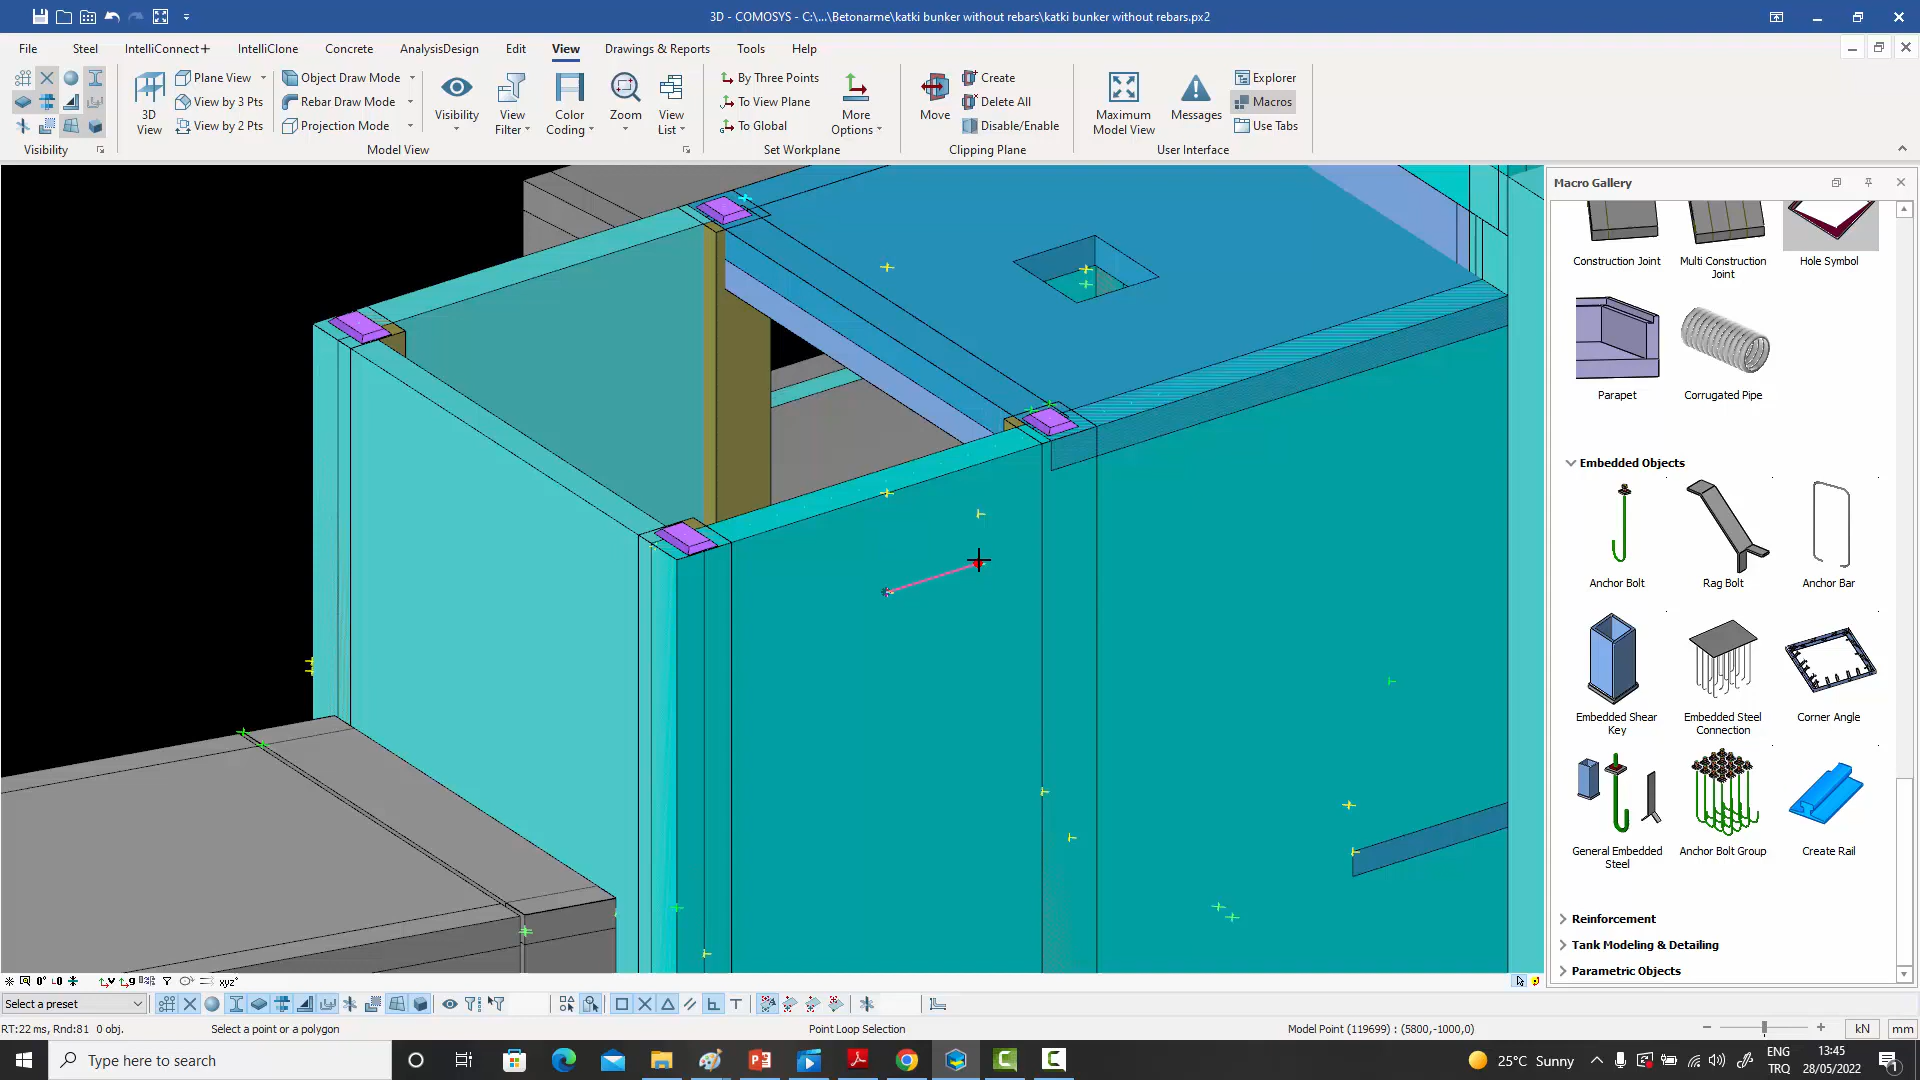 3D - COMOSYS - C:\...\Betonarme\katki bunker without rebars\katki bunker without rebars.px2
File Steel IntelliConnect+ IntelliClone Concrete AnalysisDesign Edit View Drawings & Reports Tools Help
3D View
Plane View
View by 3 Pts
View by 2 Pts
Object Draw Mode
Rebar Draw Mode
Projection Mode
Visibility
View Filter
Color Coding
Zoom
View List
By Three Points
To View Plane
To Global
More Options
Move
Create
Delete All
Disable/Enable
Maximum Model View
Messages
Explorer
Macros
Use Tabs
Visibility
Model View
Set Workplane
Clipping Plane
User Interface
Macro Gallery
Construction Joint
Multi Construction Joint
Hole Symbol
Parapet
Corrugated Pipe
Embedded Objects
Anchor Bolt
Rag Bolt
Anchor Bar
Embedded Shear Key
Embedded Steel Connection
Corner Angle
General Embedded Steel
Anchor Bolt Group
Create Rail
Reinforcement
Tank Modeling & Detailing
Parametric Objects
xyz
Select a preset
RT:22 ms, Rnd:81 0 obj.
Select a point or a polygon
Point Loop Selection
Model Point (119699) : (5800,-1000,0)
kN
mm
Type here to search
25°C Sunny
ENG
TRQ
13:45
28/05/2022
1